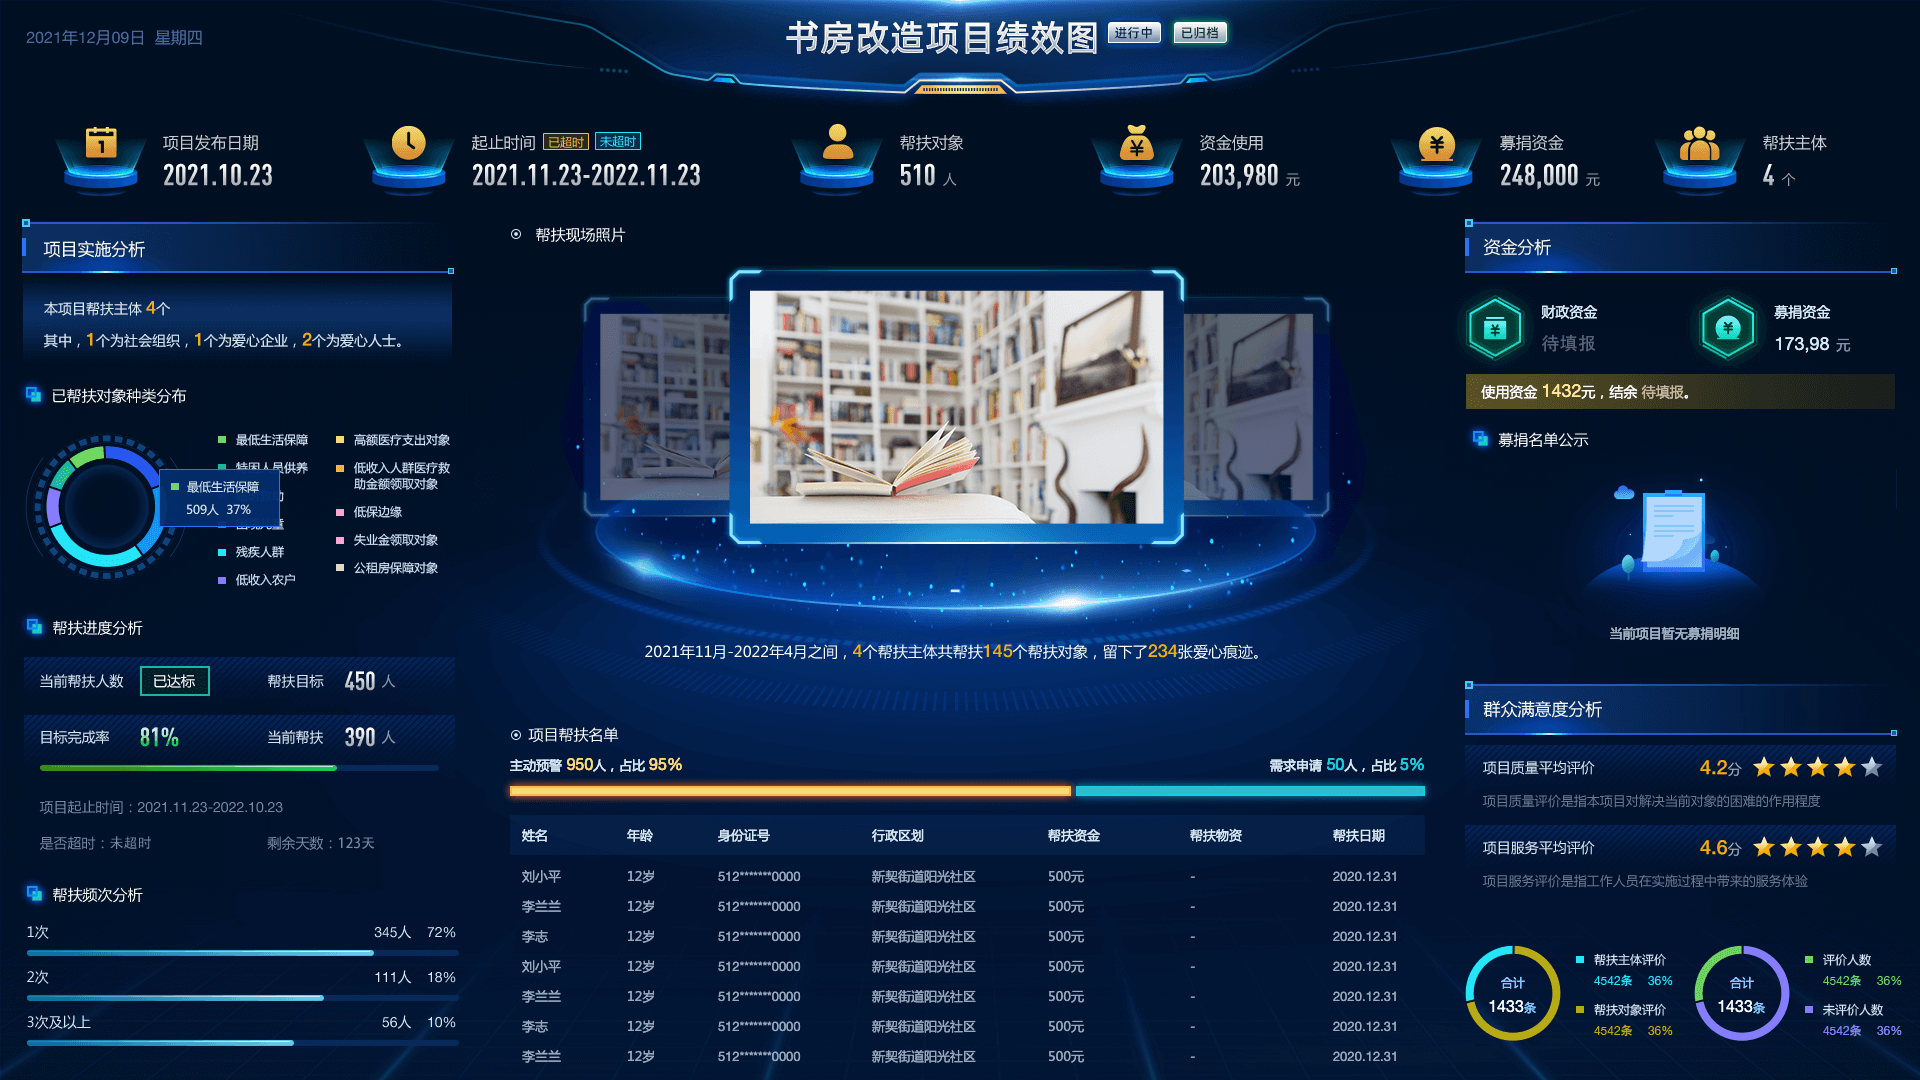 2021年12月09日 星期四
书房改造项目绩效图 进行中 已归档
项目发布日期
2021.10.23
起止时间 已超时 未超时
2021.11.23-2022.11.23
帮扶对象
510 人
资金使用
203,980 元
募捐资金
248,000 元
帮扶主体
4 个
项目实施分析
本项目帮扶主体 4个
其中，1个为社会组织，1个为爱心企业，2个为爱心人士。
已帮扶对象种类分布
最低生活保障
特困人员供养
残疾人群
低收入农户
高额医疗支出对象
低收入人群医疗救
助金额领取对象
低保边缘
失业金领取对象
公租房保障对象
最低生活保障
509人 37%
帮扶进度分析
当前帮扶人数 已达标 帮扶目标 450 人
目标完成率 81% 当前帮扶 390 人
项目起止时间：2021.11.23-2022.10.23
是否超时：未超时 剩余天数：123天
帮扶频次分析
1次 345人 72%
2次 111人 18%
3次及以上 56人 10%
帮扶现场照片
2021年11月-2022年4月之间，4个帮扶主体共帮扶145个帮扶对象，留下了234张爱心痕迹。
项目帮扶名单
主动预警 950人，占比 95% 需求申请 50人，占比 5%
姓名 年龄 身份证号 行政区划 帮扶资金 帮扶物资 帮扶日期
刘小平 12岁 512*******0000 新契街道阳光社区 500元 - 2020.12.31
李兰兰 12岁 512*******0000 新契街道阳光社区 500元 - 2020.12.31
李志 12岁 512*******0000 新契街道阳光社区 500元 - 2020.12.31
刘小平 12岁 512*******0000 新契街道阳光社区 500元 - 2020.12.31
李兰兰 12岁 512*******0000 新契街道阳光社区 500元 - 2020.12.31
李志 12岁 512*******0000 新契街道阳光社区 500元 - 2020.12.31
李兰兰 12岁 512*******0000 新契街道阳光社区 500元 - 2020.12.31
资金分析
财政资金
待填报
募捐资金
173,98 元
使用资金 1432元，结余 待填报。
募捐名单公示
当前项目暂无募捐明细
群众满意度分析
项目质量平均评价 4.2分
项目质量评价是指本项目对解决当前对象的困难的作用程度
项目服务平均评价 4.6分
项目服务评价是指工作人员在实施过程中带来的服务体验
合计
1433条
帮扶主体评价
4542条 36%
帮扶对象评价
4542条 36%
合计
1433条
评价人数
4542条 36%
未评价人数
4542条 36%